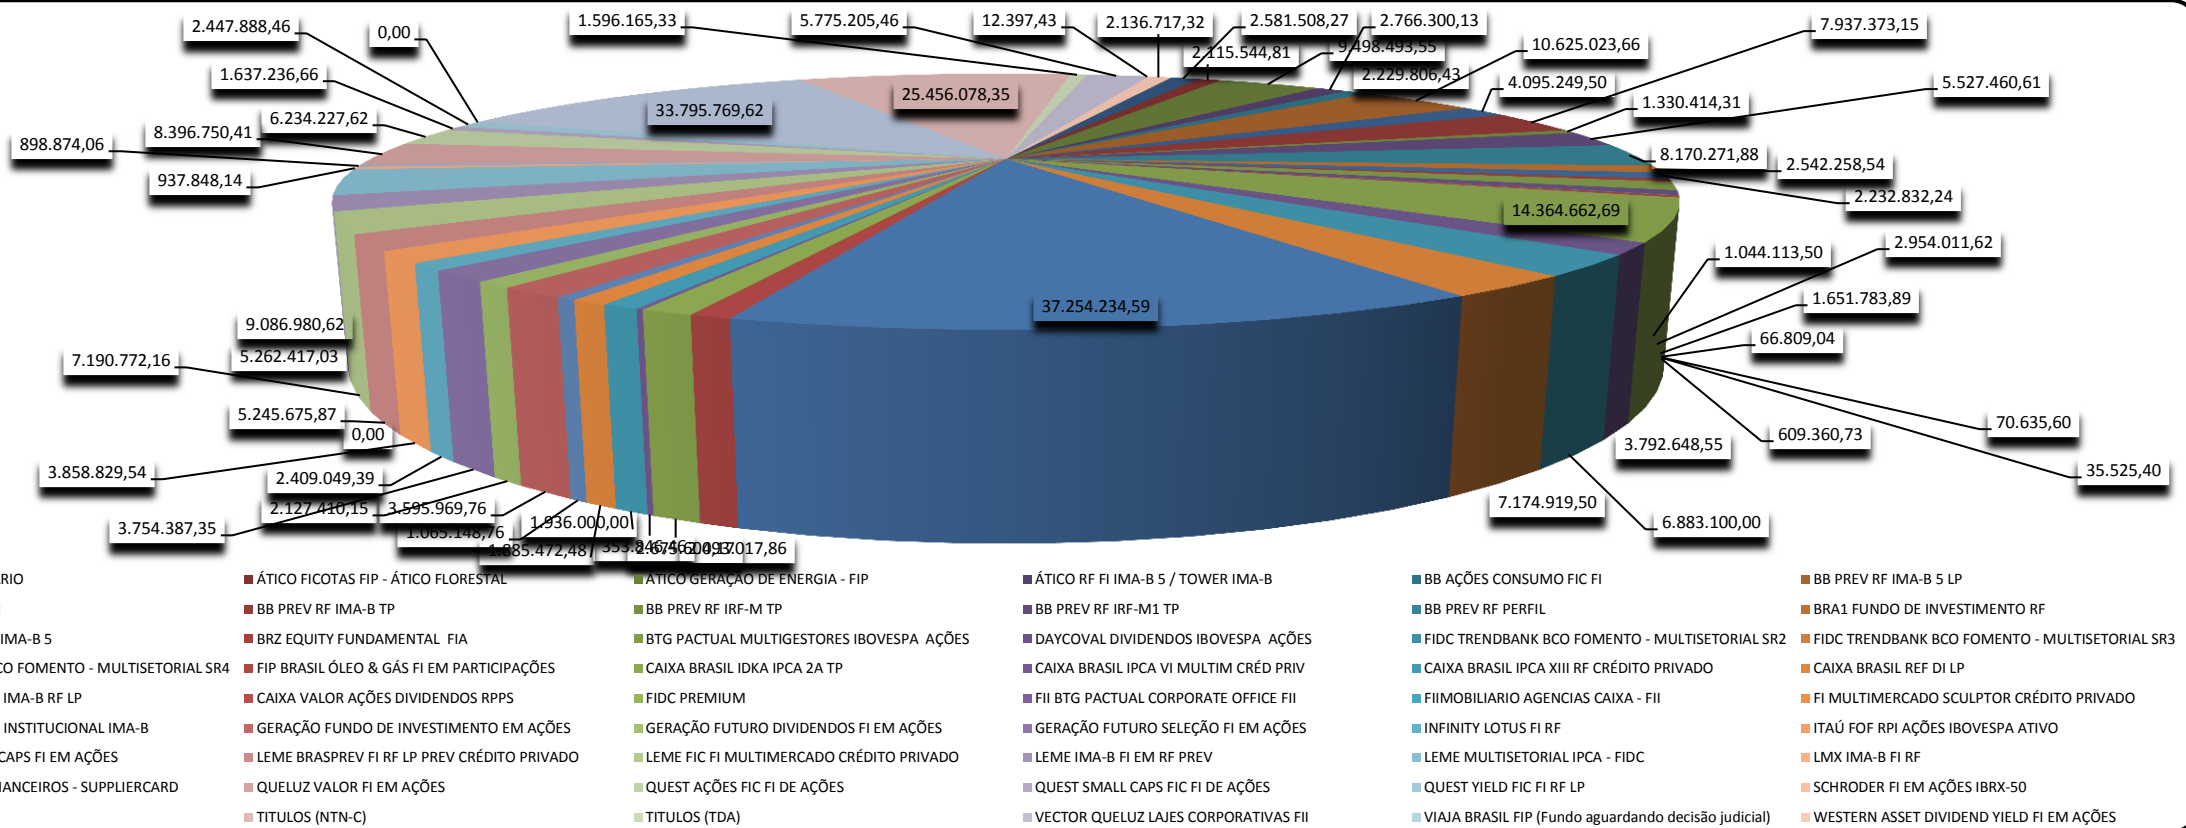 2.447.888,46
0,00
1.596.165,33
5.775.205,46
12.397,43
2.136.717,32
2.581.508,27
2.766.300,13
7.937.373,15
2.115.544,81
9.498.493,55
10.625.023,66
1.637.236,66
2.229.806,43
4.095.249,50
5.527.460,61
6.234.227,62
33.795.769,62
25.456.078,35
1.330.414,31
8.396.750,41
898.874,06
8.170.271,88
2.542.258,54
937.848,14
2.232.832,24
14.364.662,69
2.954.011,62
1.044.113,50
1.651.783,89
37.254.234,59
9.086.980,62
66.809,04
5.262.417,03
7.190.772,16
5.245.675,87
0,00
70.635,60
609.360,73
3.792.648,55
3.858.829,54
2.409.049,39
35.525,40
7.174.919,50
2.127.410,15
3.595.969,76
1.936.000,00
6.883.100,00
3.754.387,35
1.065.148,76
1.885.472,48
017,86
RIO
ÁTICO FICOTAS FIP - ÁTICO FLORESTAL
ÁTICO GERAÇÃO DE ENERGIA - FIP
ÁTICO RF FI IMA-B 5 / TOWER IMA-B
BB AÇÕES CONSUMO FIC FI
BB PREV RF IMA-B 5 LP
BB PREV RF IMA-B TP
BB PREV RF IRF-M TP
BB PREV RF IRF-M1 TP
BB PREV RF PERFIL
BRA1 FUNDO DE INVESTIMENTO RF
IMA-B 5
BRZ EQUITY FUNDAMENTAL FIA
BTG PACTUAL MULTIGESTORES IBOVESPA AÇÕES
DAYCOVAL DIVIDENDOS IBOVESPA AÇÕES
FIDC TRENDBANK BCO FOMENTO - MULTISETORIAL SR2
FIDC TRENDBANK BCO FOMENTO - MULTISETORIAL SR3
CO FOMENTO - MULTISETORIAL SR4
FIP BRASIL ÓLEO & GÁS FI EM PARTICIPAÇÕES
CAIXA BRASIL IDKA IPCA 2A TP
CAIXA BRASIL IPCA VI MULTIM CRÉD PRIV
CAIXA BRASIL IPCA XIII RF CRÉDITO PRIVADO
CAIXA BRASIL REF DI LP
IMA-B RF LP
CAIXA VALOR AÇÕES DIVIDENDOS RPPS
FIDC PREMIUM
FII BTG PACTUAL CORPORATE OFFICE FII
FIIMOBILIARIO AGENCIAS CAIXA - FII
FI MULTIMERCADO SCULPTOR CRÉDITO PRIVADO
INSTITUCIONAL IMA-B
GERAÇÃO FUNDO DE INVESTIMENTO EM AÇÕES
GERAÇÃO FUTURO DIVIDENDOS FI EM AÇÕES
GERAÇÃO FUTURO SELEÇÃO FI EM AÇÕES
INFINITY LOTUS FI RF
ITAÚ FOF RPI AÇÕES IBOVESPA ATIVO
CAPS FI EM AÇÕES
LEME BRASPREV FI RF LP PREV CRÉDITO PRIVADO
LEME FIC FI MULTIMERCADO CRÉDITO PRIVADO
LEME IMA-B FI EM RF PREV
LEME MULTISETORIAL IPCA - FIDC
LMX IMA-B FI RF
IANCEIROS - SUPPLIERCARD
QUELUZ VALOR FI EM AÇÕES
QUEST AÇÕES FIC FI DE AÇÕES
QUEST SMALL CAPS FIC FI DE AÇÕES
QUEST YIELD FIC FI RF LP
SCHRODER FI EM AÇÕES IBRX-50
TITULOS (NTN-C)
TITULOS (TDA)
VECTOR QUELUZ LAJES CORPORATIVAS FII
VIAJA BRASIL FIP (Fundo aguardando decisão judicial)
WESTERN ASSET DIVIDEND YIELD FI EM AÇÕES